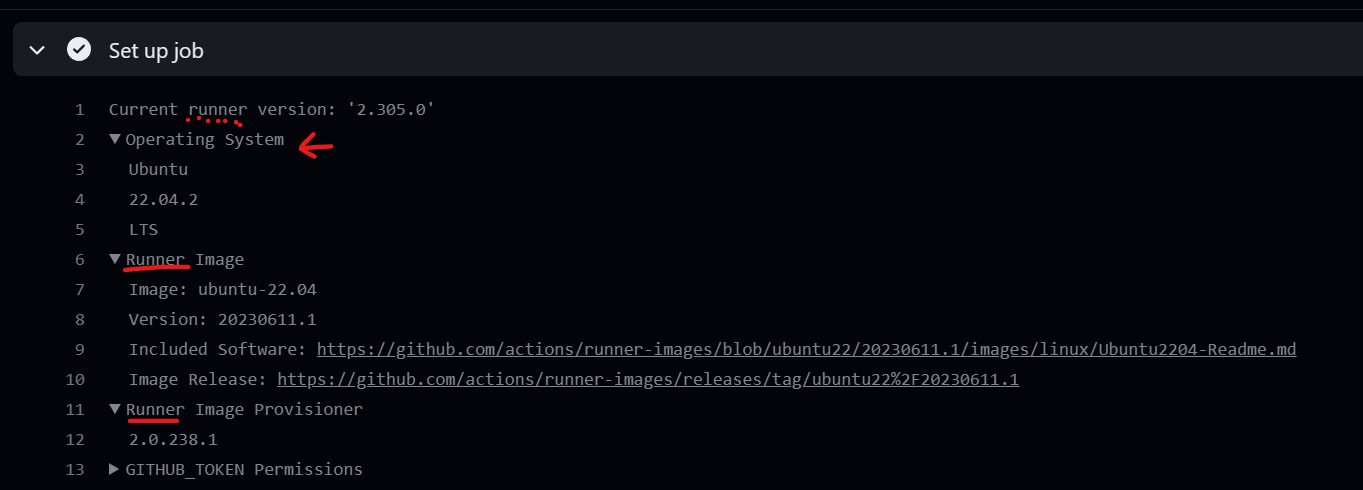 Set up job
1 Current runner version: '2.305.0'
2 ▼Operating System
3 Ubuntu
4 22.04.2
5 LTS
6 ▼Runner Image
7 Image: ubuntu-22.04
8 Version: 20230611.1
9 Included Software: https://github.com/actions/runner-images/blob/ubuntu22/20230611.1/images/linux/Ubuntu2204-Readme.md
10 Image Release: https://github.com/actions/runner-images/releases/tag/ubuntu22%2F20230611.1
11 ▼Runner Image Provisioner
12 2.0.238.1
13 ▶GITHUB_TOKEN Permissions